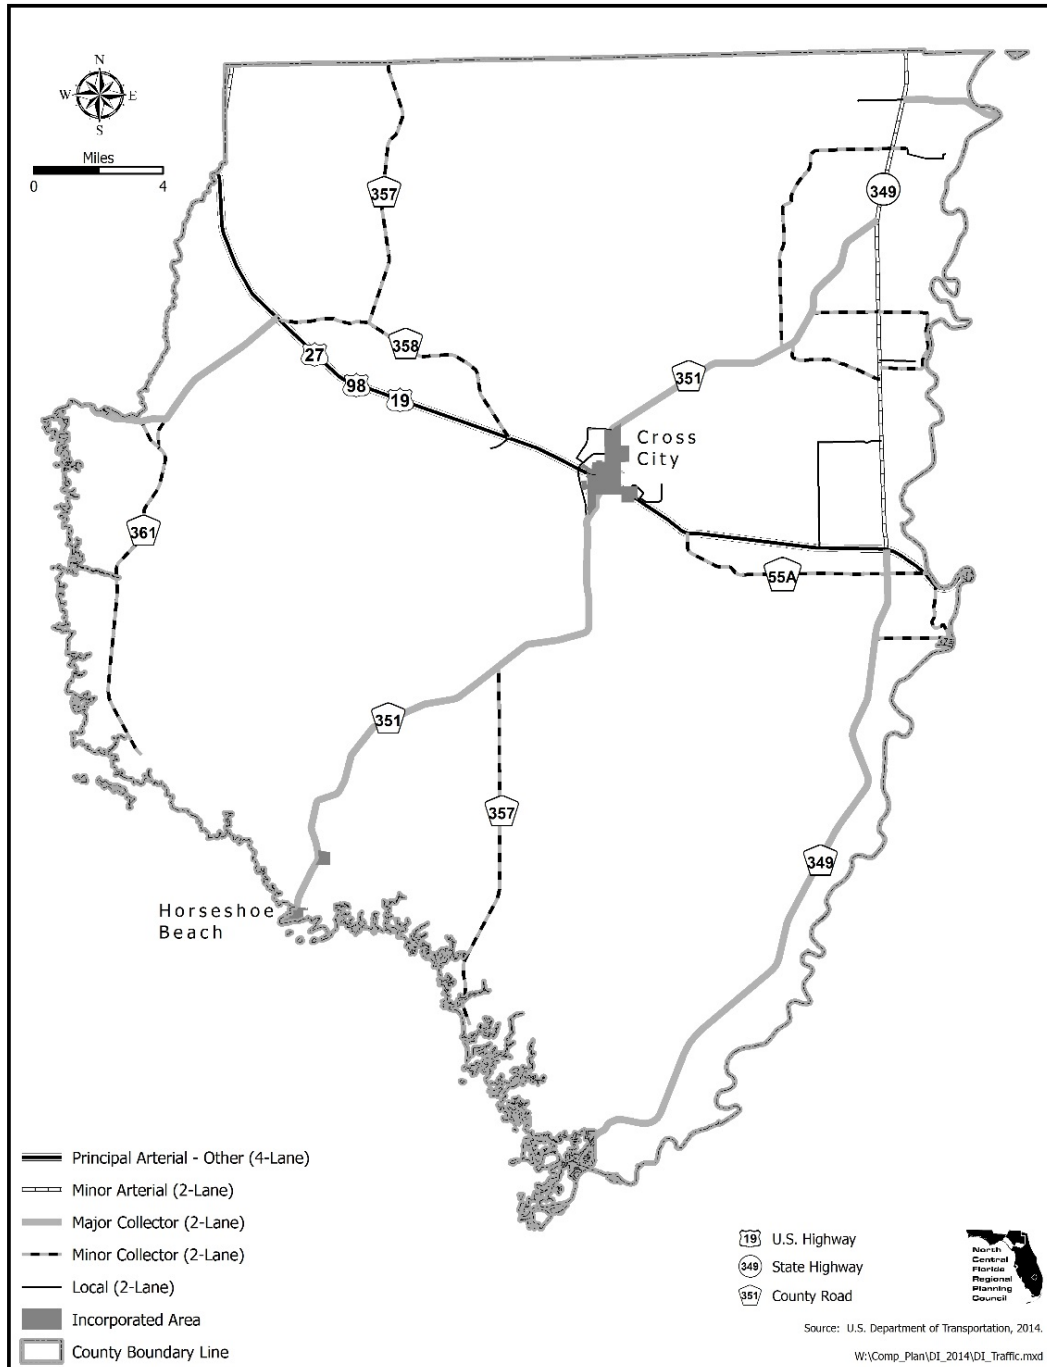 N
W E
S
Miles
0 4
357
349
358
27
98
19
351
Cross
City
361
55A
351
357
349
Horseshoe
Beach
Principal Arterial - Other (4-Lane)
Minor Arterial (2-Lane)
Major Collector (2-Lane)
Minor Collector (2-Lane)
Local (2-Lane)
Incorporated Area
County Boundary Line
19 U.S. Highway
349 State Highway
351 County Road
North
Central
Florida
Regional
Planning
Council
Source: U.S. Department of Transportation, 2014.
W:\Comp_Plan\DI_2014\DI_Traffic.mxd